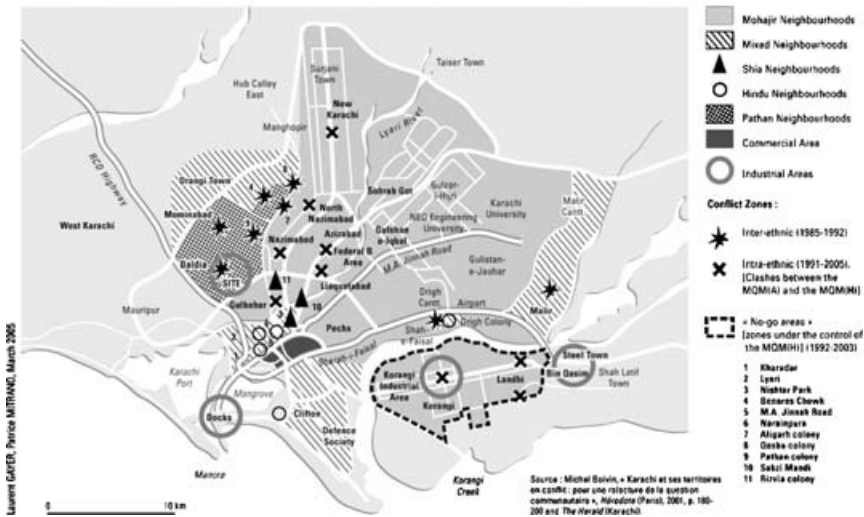 Mohajir Neighbourhoods
Mixed Neighbourhoods
Shia Neighbourhoods
Hindu Neighbourhoods
Pathan Neighbourhoods
Commercial Area
Industrial Areas
Conflict Zones :
Inter-ethnic (1985-1992)
Intra-ethnic (1991-2005).
[Clashes between the
MQM(A) and the MQM(H)]
« No-go areas »
[zones under the control of
the MQM(H)] (1992-2003)
1 Kharadar
2 Lyari
3 Nishtar Park
4 Benares Chowk
5 M.A. Jinnah Road
6 Narainpura
7 Aligarh colony
8 Qasba colony
9 Pathan colony
10 Sabzi Mandi
11 Rizvia colony
Surjani
Town
Taiser Town
Hub Calley
East
New
Karachi
Manghopir
Lyari River
RCD Highway
Orangi Town
Sohrab Got
Gulzar-
i-Hijri
Karachi
University
Malir
Cantt.
Mominabad
North
Nazimabad
N&D Engineering
University
West Karachi
Azizabad
Gulshae
e-Iqbal
Nazimabad
Federal B
Area
M.A. Jinnah Road
Gulistan-
e-Jauhar
Baldia
SITE
Liaquatabad
11
10
Gulbahar
Drigh
Cantt.
Airport
Malir
Mauripur
Pechs
Drigh Colony
Shah-
e-Faisal
Karachi
Port
Steel Town
Korangi
Industrial
Area
Landhi
Bin Qasim
Shah Latif
Town
Mangrove
Korangi
Docks
Clifton
Defence
Society
Manora
Korangi
Creek
0 10 km
Source : Michel Boivin, « Karachi et ses territoires
en conflit : pour une relecture de la question
communautaire », Hérodote (Paris), 2001, p. 180-
200 and The Herald (Karachi).
Laurent GAYER, Patrice MITRANO, March 2005